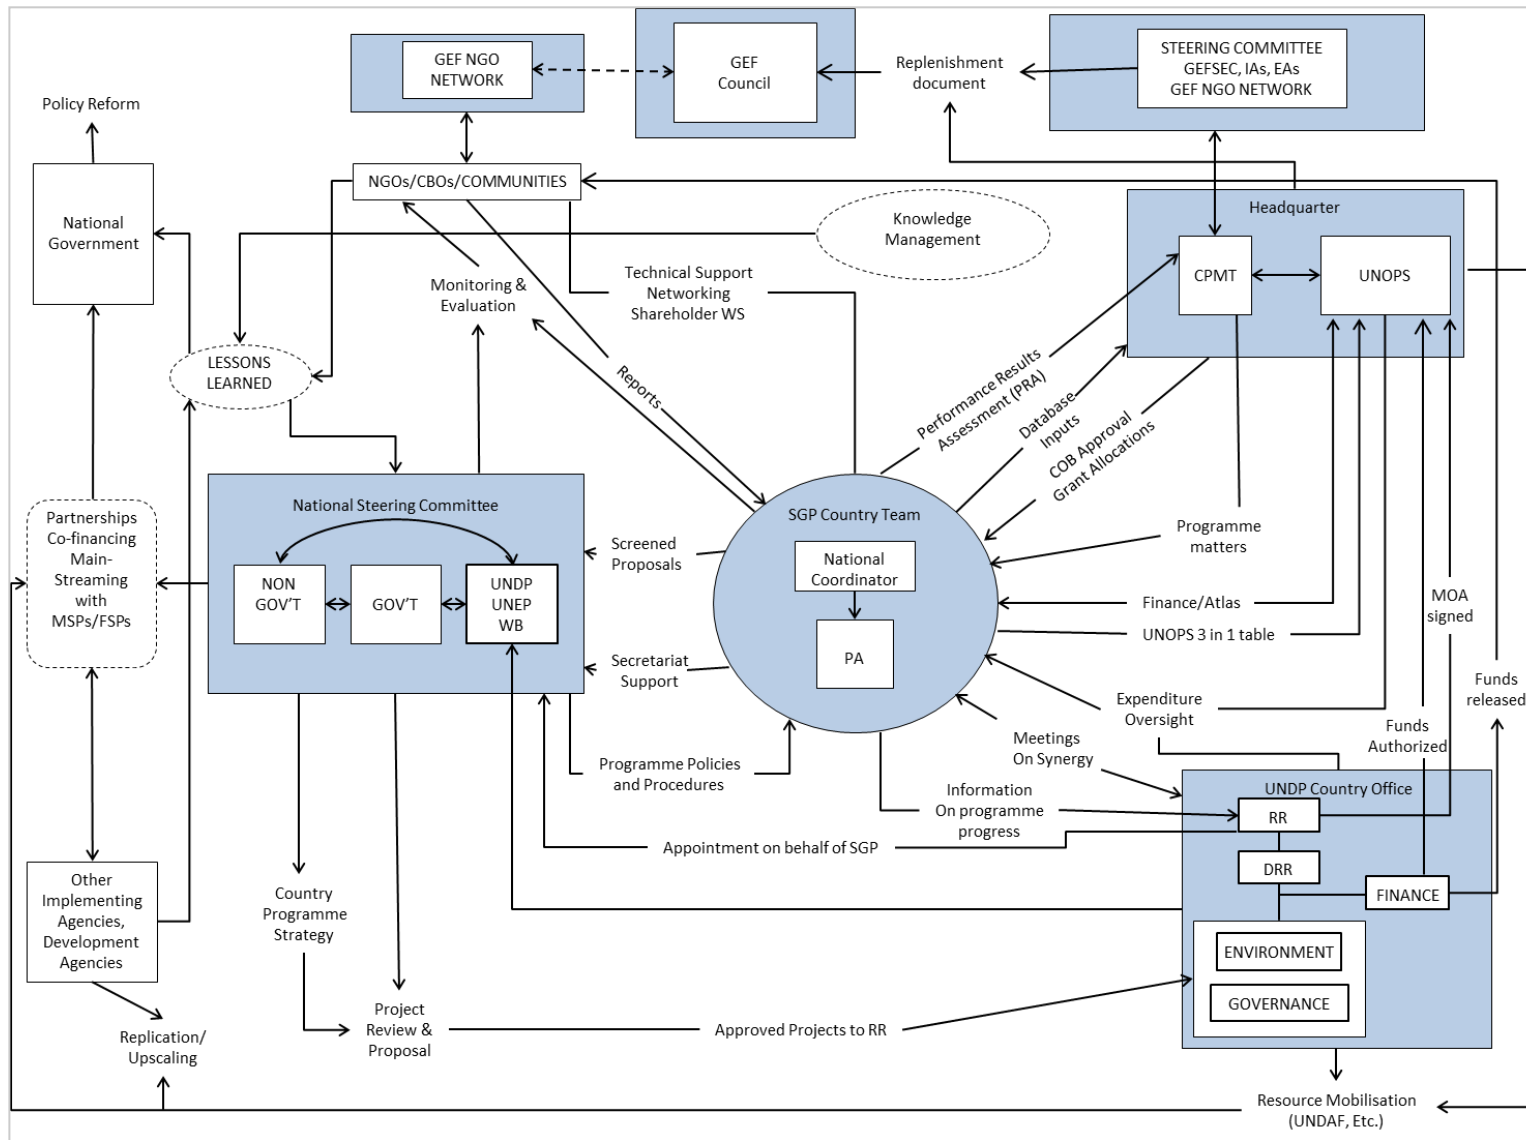 GEF NGO
NETWORK
GEF
Council
Replenishment
document
STEERING COMMITTEE
GEFSEC, IAs, EAs
GEF NGO NETWORK
Policy Reform
National
Government
NGOs/CBOs/COMMUNITIES
Knowledge
Management
Headquarter
CPMT
UNOPS
Monitoring &
Evaluation
Technical Support
Networking
Shareholder WS
LESSONS
LEARNED
Reports
Performance Results
Assessment (PRA)
Database
Inputs
COB Approval
Grant Allocations
National Steering Committee
NON
GOV'T
GOV'T
UNDP
UNEP
WB
Partnerships
Co-financing
Main-
Streaming
with
MSPs/FSPs
Screened
Proposals
Secretariat
Support
SGP Country Team
National
Coordinator
PA
Programme
matters
Finance/Atlas
UNOPS 3 in 1 table
MOA
signed
Expenditure
Oversight
Funds
Authorized
Funds
released
Meetings
On Synergy
Programme Policies
and Procedures
Information
On programme
progress
Appointment on behalf of SGP
UNDP Country Office
RR
DRR
FINANCE
ENVIRONMENT
GOVERNANCE
Other
Implementing
Agencies,
Development
Agencies
Country
Programme
Strategy
Project
Review &
Proposal
Approved Projects to RR
Replication/
Upscaling
Resource Mobilisation
(UNDAF, Etc.)